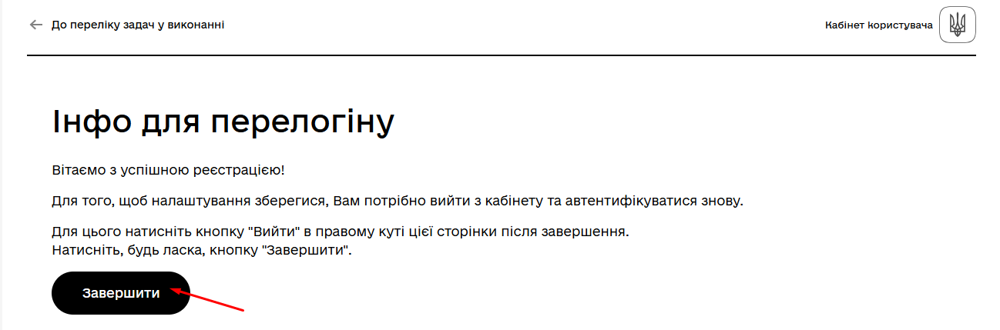 До переліку задач у виконанні
Кабінет користувача
Інфо для перелогіну
Вітаємо з успішною реєстрацією!
Для того, щоб налаштування зберегися, Вам потрібно вийти з кабінету та автентифікуватися знову.
Для цього натисніть кнопку "Вийти" в правому куті цієї сторінки після завершення.
Натисніть, будь ласка, кнопку "Завершити".
Завершити